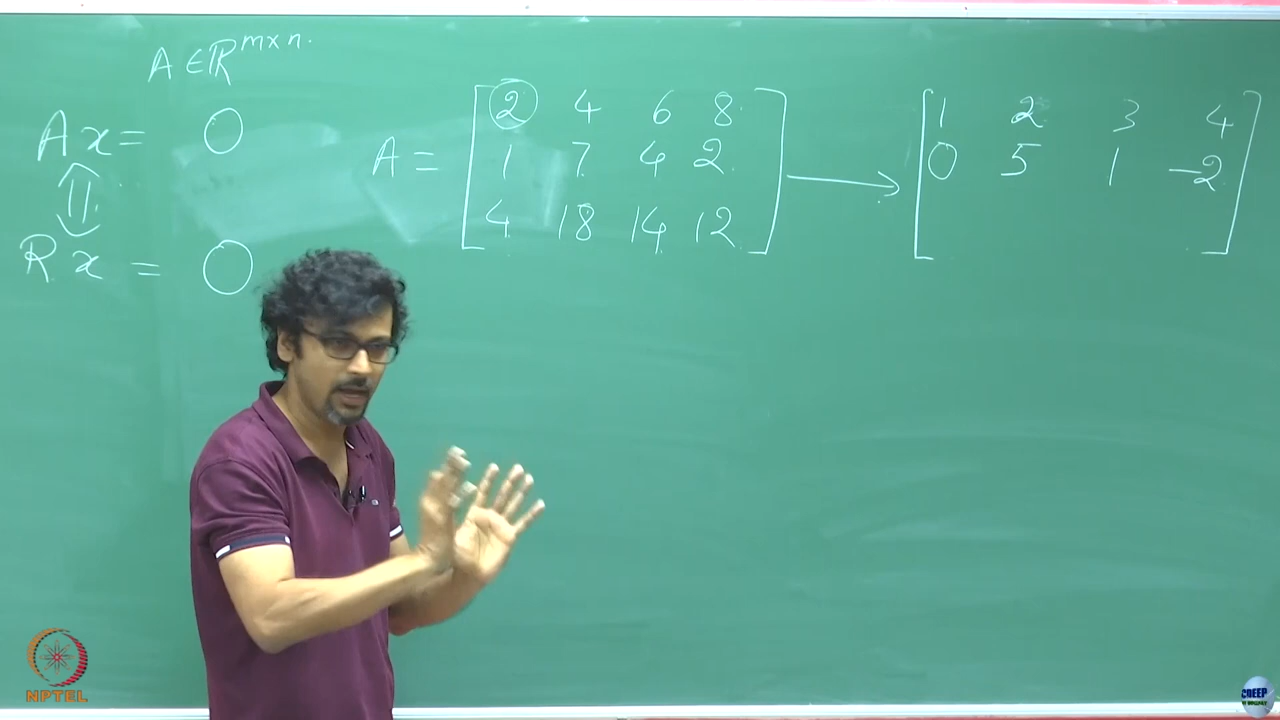 A ∈ ℝ^{m×n}.
Ax = 0
⇕
Rx = 0
A = [ 2 4 6 8
1 7 4 2
4 18 14 12 ]
→
[ 1 2 3 4
0 5 1 -2 ]
NPTEL